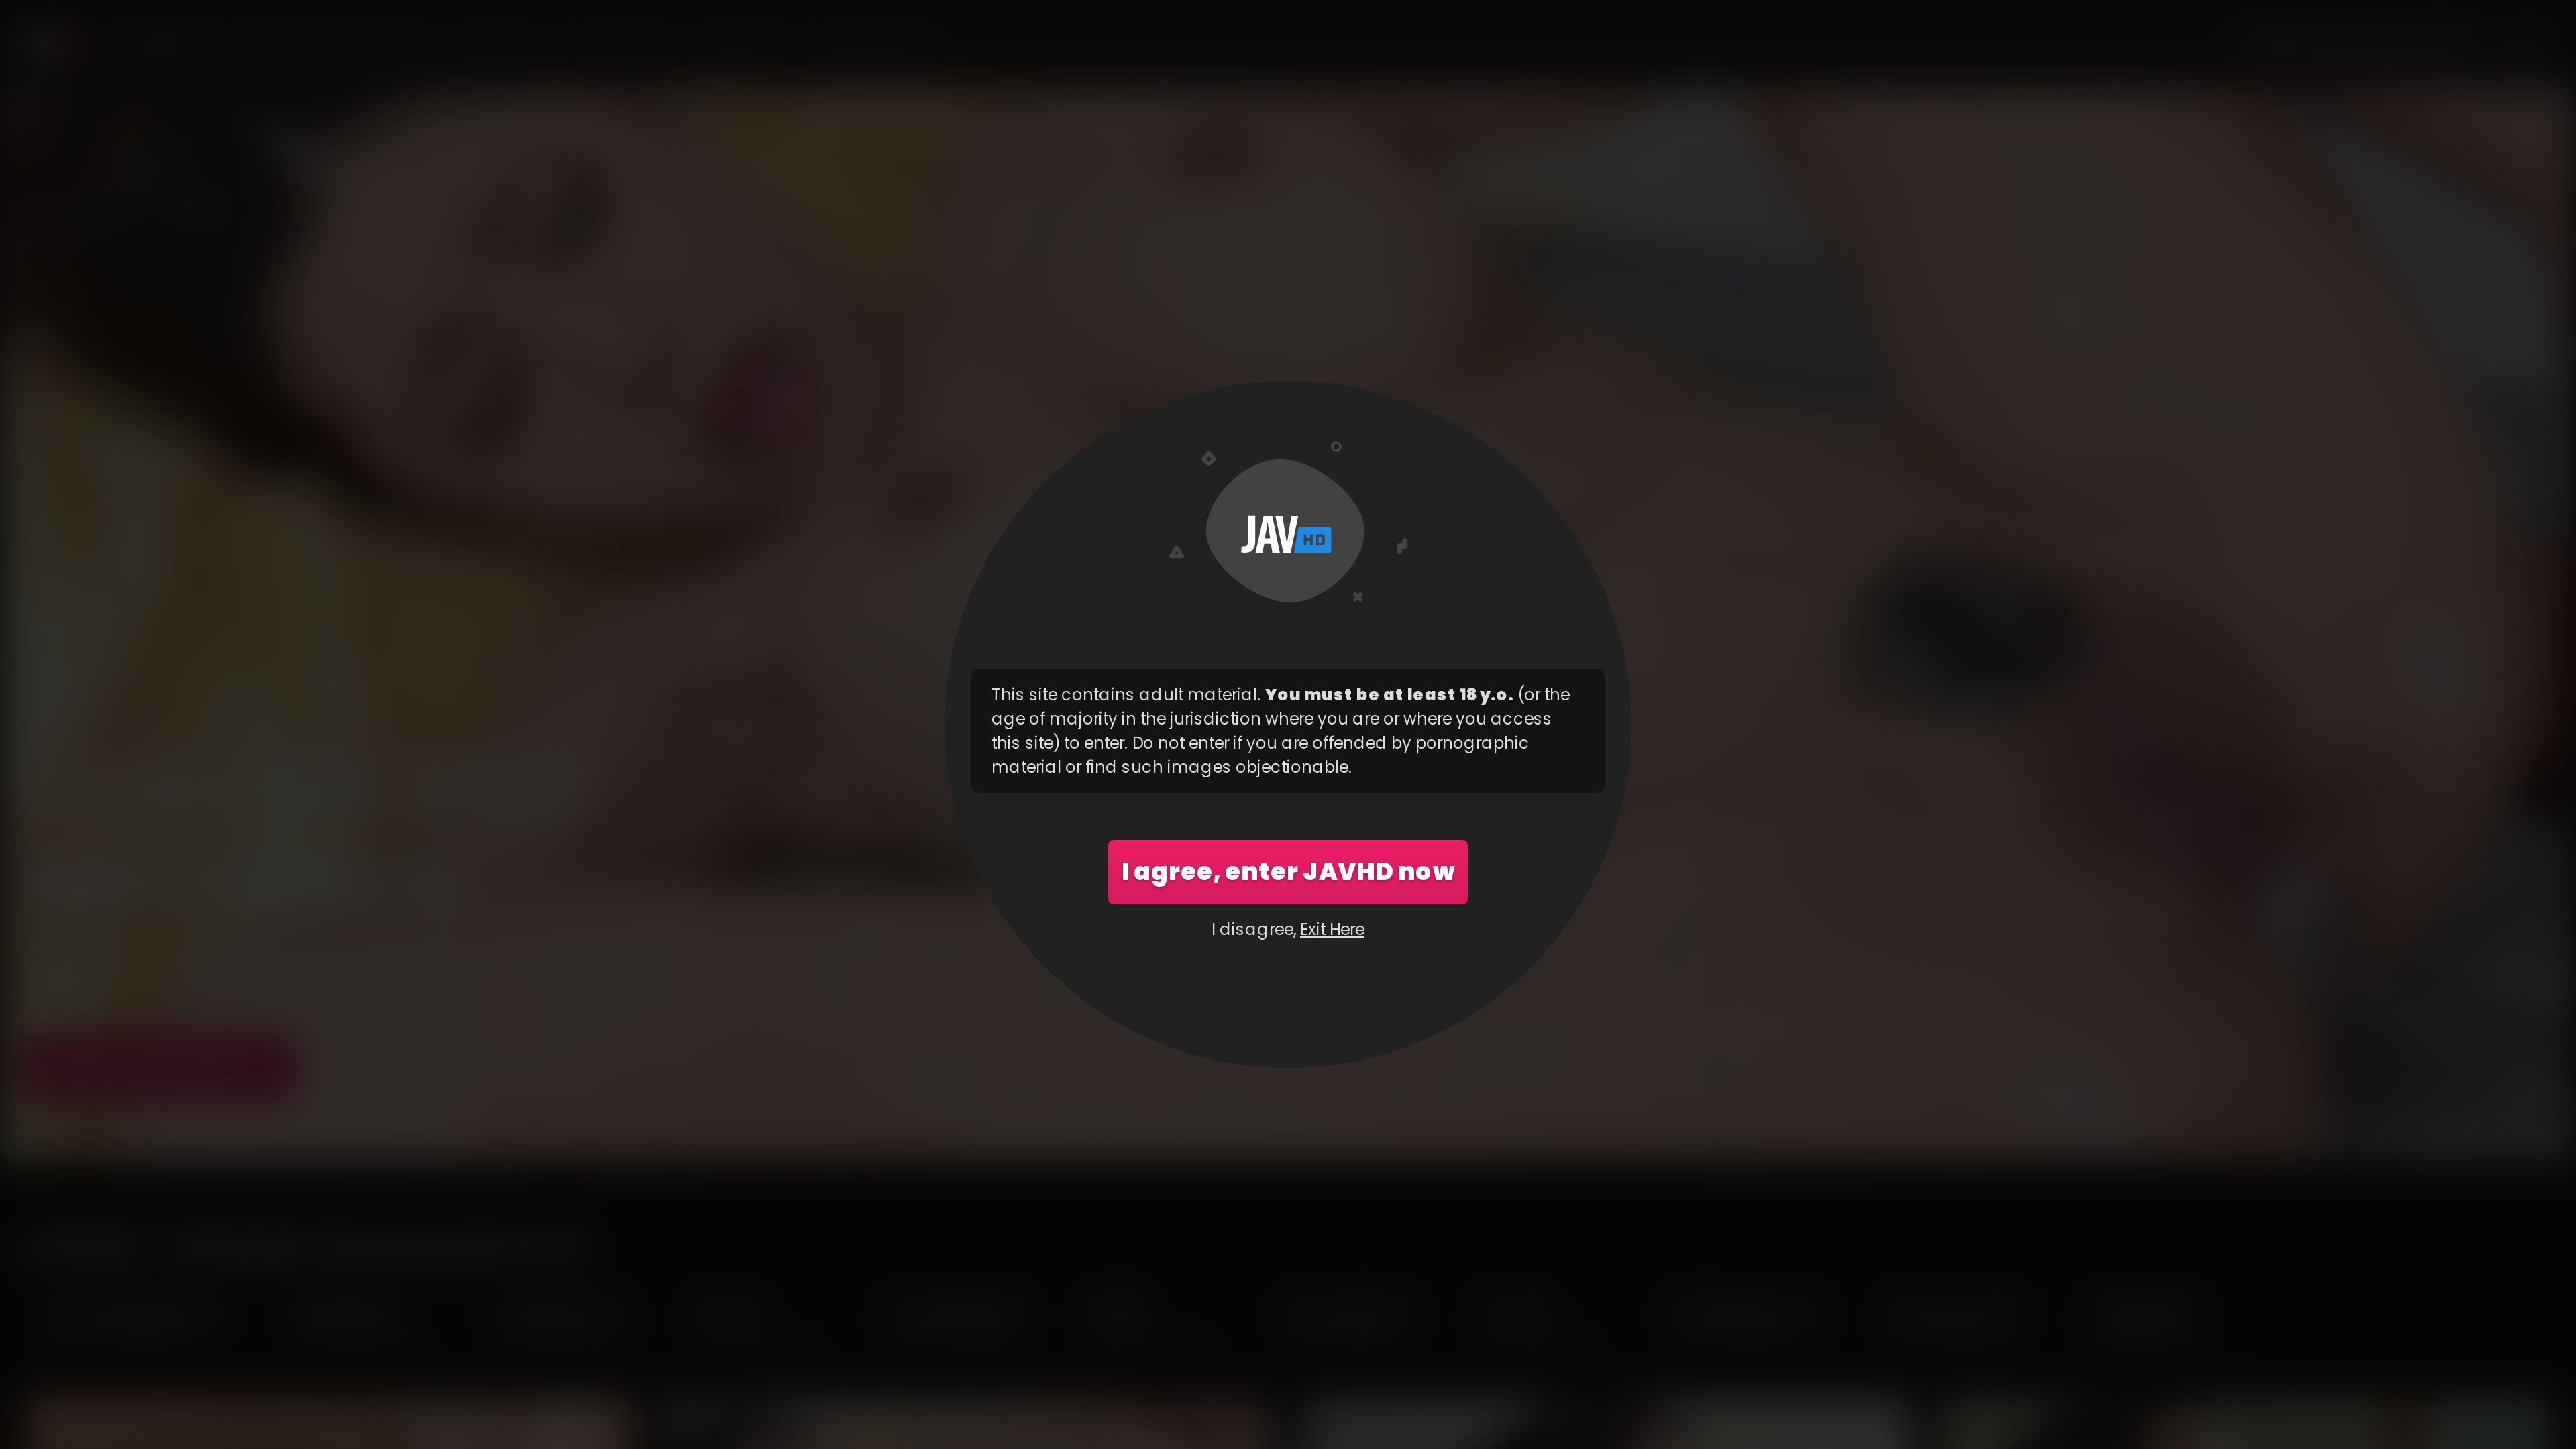 JAV HD
This site contains adult material. You must be at least 18 y.o. (or the
age of majority in the jurisdiction where you are or where you access
this site) to enter. Do not enter if you are offended by pornographic
material or find such images objectionable.
I agree, enter JAVHD now
I disagree, Exit Here